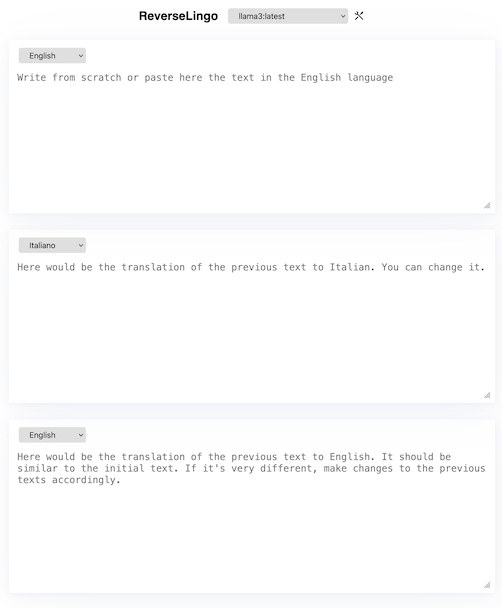 ReverseLingo llama3:latest
English
Write from scratch or paste here the text in the English language
Italiano
Here would be the translation of the previous text to Italian. You can change it.
English
Here would be the translation of the previous text to English. It should be
similar to the initial text. If it's very different, make changes to the previous
texts accordingly.